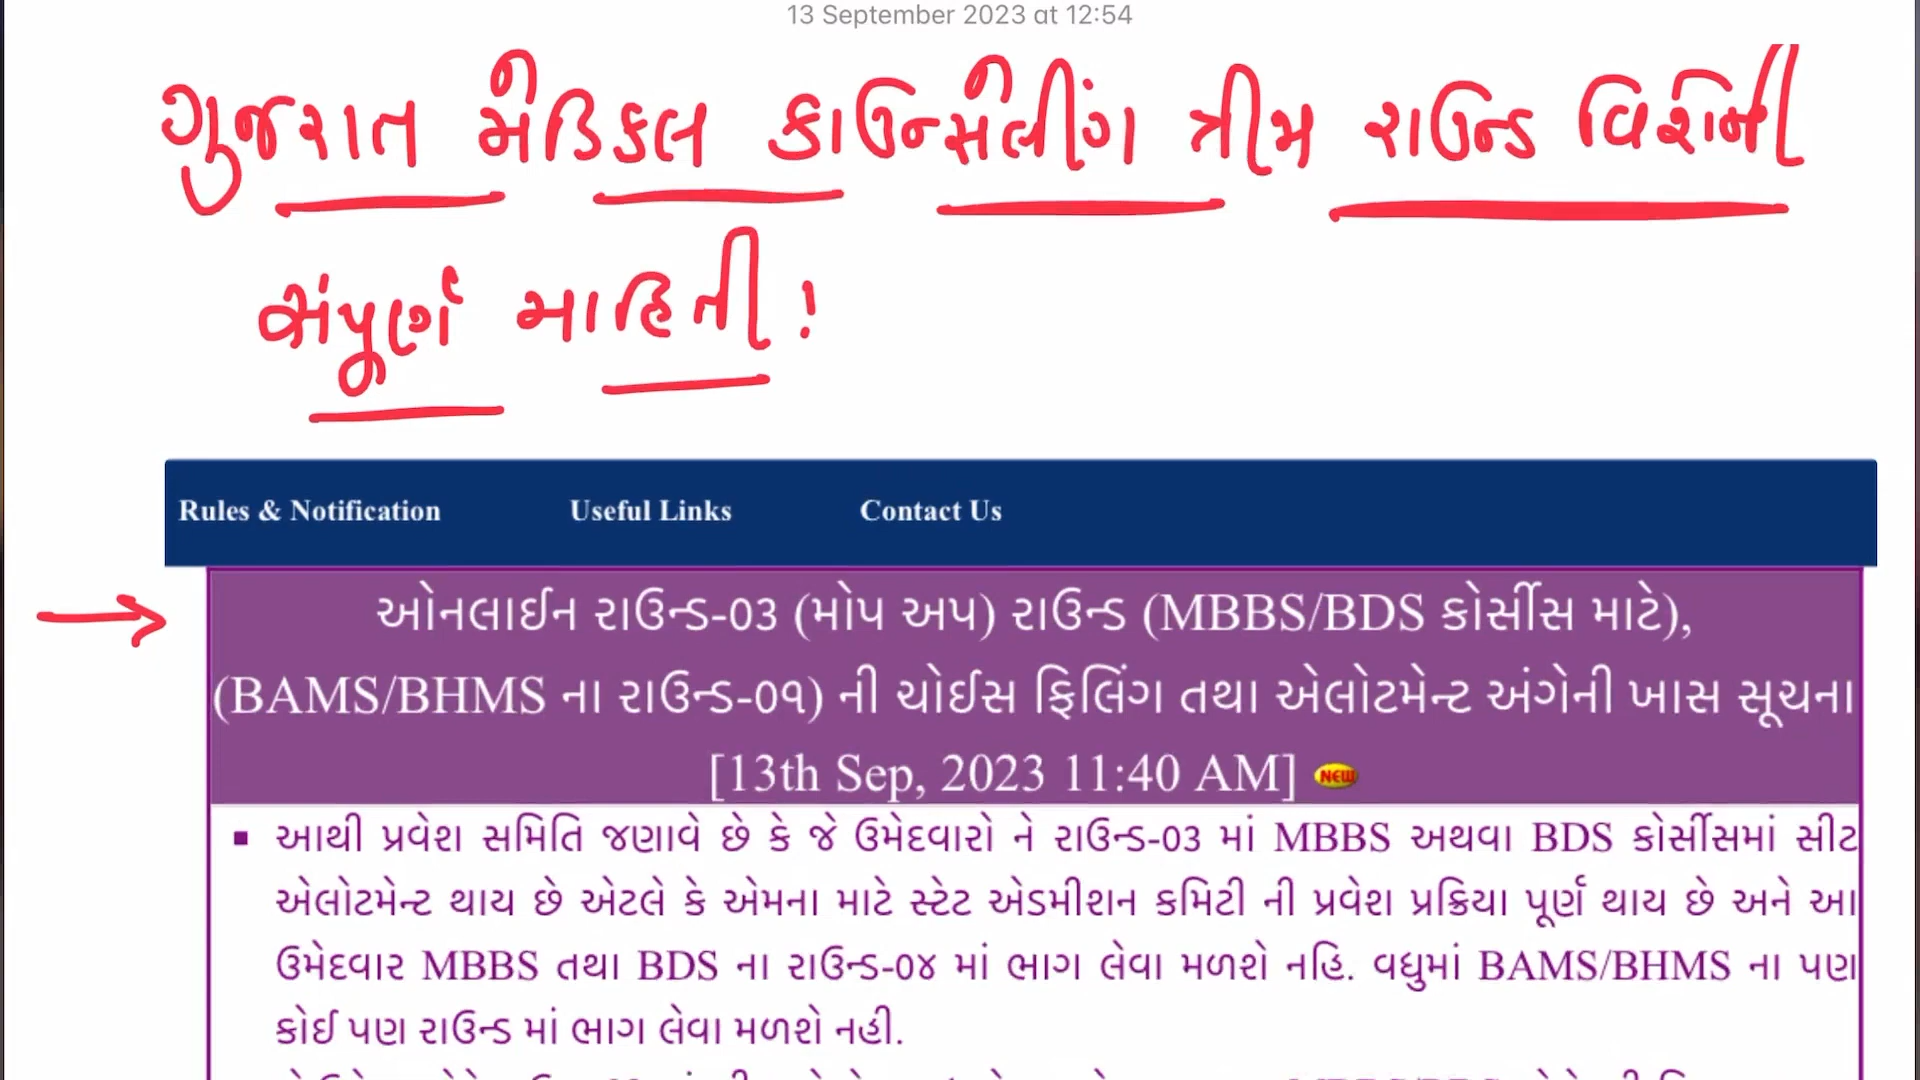 13 September 2023 at 12:54
ગુજરાત મેડિકલ કાઉન્સેલીંગ ત્રીજા રાઉન્ડ વિશેની
સંપૂર્ણ માહિતી!
Rules & Notification Useful Links Contact Us
ઓનલાઈન રાઉન્ડ-03 (મોપ અપ) રાઉન્ડ (MBBS/BDS કોર્સીસ માટે),
(BAMS/BHMS ના રાઉન્ડ-0૧) ની ચોઈસ ફિલિંગ તથા એલોટમેન્ટ અંગેની ખાસ સૂચના
[13th Sep, 2023 11:40 AM] NEW
▪ આથી પ્રવેશ સમિતિ જણાવે છે કે જે ઉમેદવારો ને રાઉન્ડ-03 માં MBBS અથવા BDS કોર્સીસમાં સીટ
એલોટમેન્ટ થાય છે એટલે કે એમના માટે સ્ટેટ એડમીશન કમિટી ની પ્રવેશ પ્રક્રિયા પૂર્ણ થાય છે અને આ
ઉમેદવાર MBBS તથા BDS ના રાઉન્ડ-0૪ માં ભાગ લેવા મળશે નહિ. વધુમાં BAMS/BHMS ના પણ
કોઈ પણ રાઉન્ડ માં ભાગ લેવા મળશે નહી.